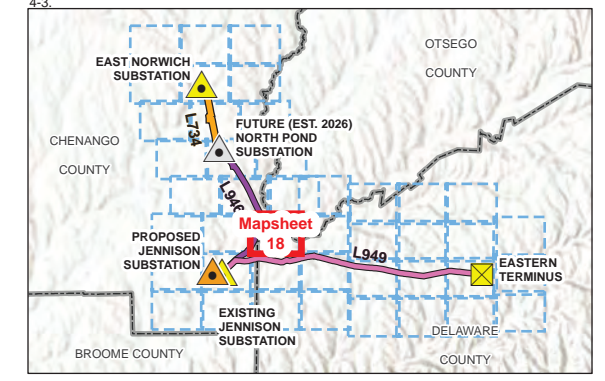 4-3.
OTSEGO
COUNTY
EAST NORWICH
SUBSTATION
L734
FUTURE (EST. 2026)
NORTH POND
SUBSTATION
CHENANGO
COUNTY
L946
Mapsheet
18
PROPOSED
JENNISON
SUBSTATION
L949
EASTERN
TERMINUS
EXISTING
JENNISON
SUBSTATION
DELAWARE
COUNTY
BROOME COUNTY